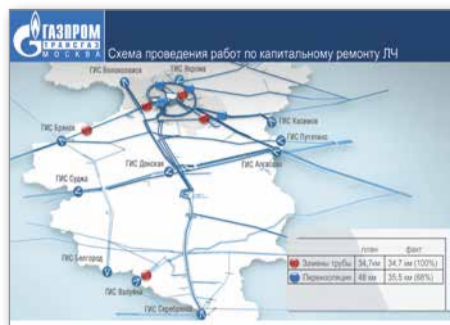 ГАЗПРОМ
ТРАНСГАЗ
МОСКВА
Схема проведения работ по капитальному ремонту ЛЧ
ГИС Волоколамск
ГИС Яхрома
ГИС Брянск
ГИС Касимов
ГИС Путятино
ГИС Донская
ГИС Алгасово
ГИС Суджа
ГИС Белгород
ГИС Валуйки
ГИС Серебрянка
план факт
Замены трубы 34,7км 34,7 км (100%)
Переизоляция 48 км 35,5 км (68%)